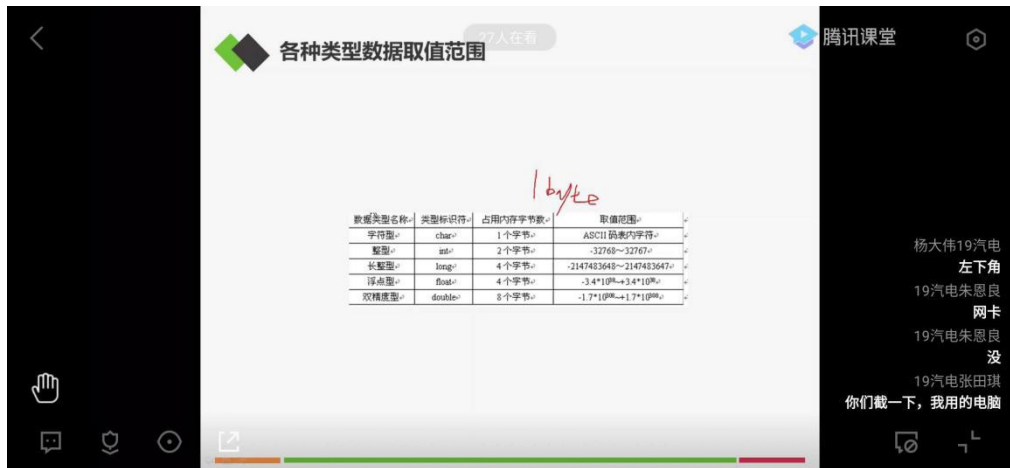 27人在看
腾讯课堂
各种类型数据取值范围
1 byte
数据类型名称 类型标识符 占用内存字节数 取值范围
字符型 char 1个字节 ASCII码表内字符
整型 int 2个字节 -32768～32767
长整型 long 4个字节 -2147483648～2147483647
浮点型 float 4个字节
双精度型 double 8个字节
杨大伟19汽电
左下角
19汽电朱恩良
网卡
19汽电朱恩良
没
19汽电张田琪
你们截一下，我用的电脑